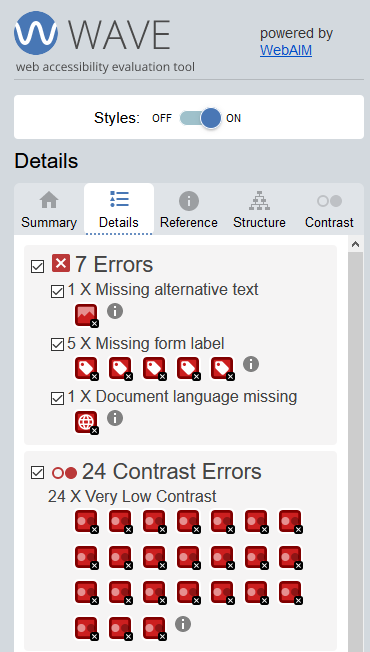 WAVE
web accessibility evaluation tool
powered by
WebAIM
Styles: OFF ON
Details
Summary Details Reference Structure Contrast
7 Errors
1 X Missing alternative text
5 X Missing form label
1 X Document language missing
24 Contrast Errors
24 X Very Low Contrast